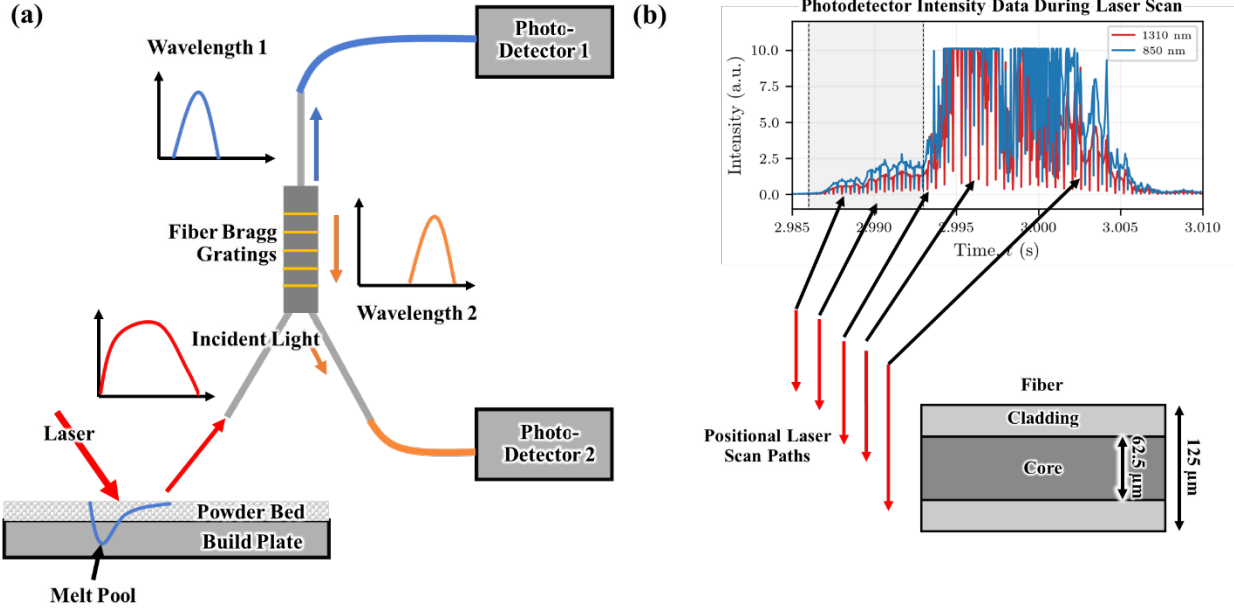 (a)
Wavelength 1
Photo-
Detector 1
Fiber Bragg
Gratings
Wavelength 2
Incident Light
Laser
Photo-
Detector 2
Powder Bed
Build Plate
Melt Pool
(b)
Photodetector Intensity Data During Laser Scan
1310 nm
850 nm
Intensity (a.u.)
10.0
7.5
5.0
2.5
0.0
2.985 2.990 2.995 3.000 3.005 3.010
Time, t (s)
Positional Laser
Scan Paths
Fiber
Cladding
Core
62.5 μm
125 μm